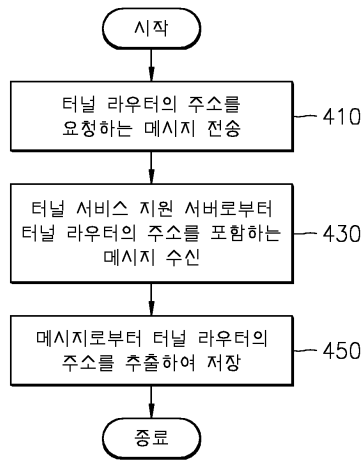 시작
터널 라우터의 주소를
요청하는 메시지 전송
410
터널 서비스 지원 서버로부터
터널 라우터의 주소를 포함하는
메시지 수신
430
메시지로부터 터널 라우터의
주소를 추출하여 저장
450
종료